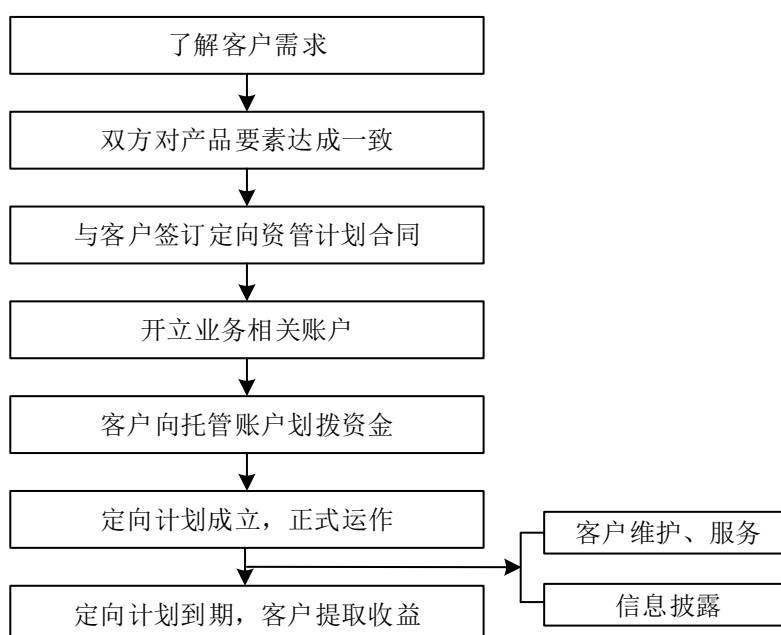 了解客户需求
双方对产品要素达成一致
与客户签订定向资管计划合同
开立业务相关账户
客户向托管账户划拨资金
定向计划成立，正式运作
客户维护、服务
信息披露
定向计划到期，客户提取收益